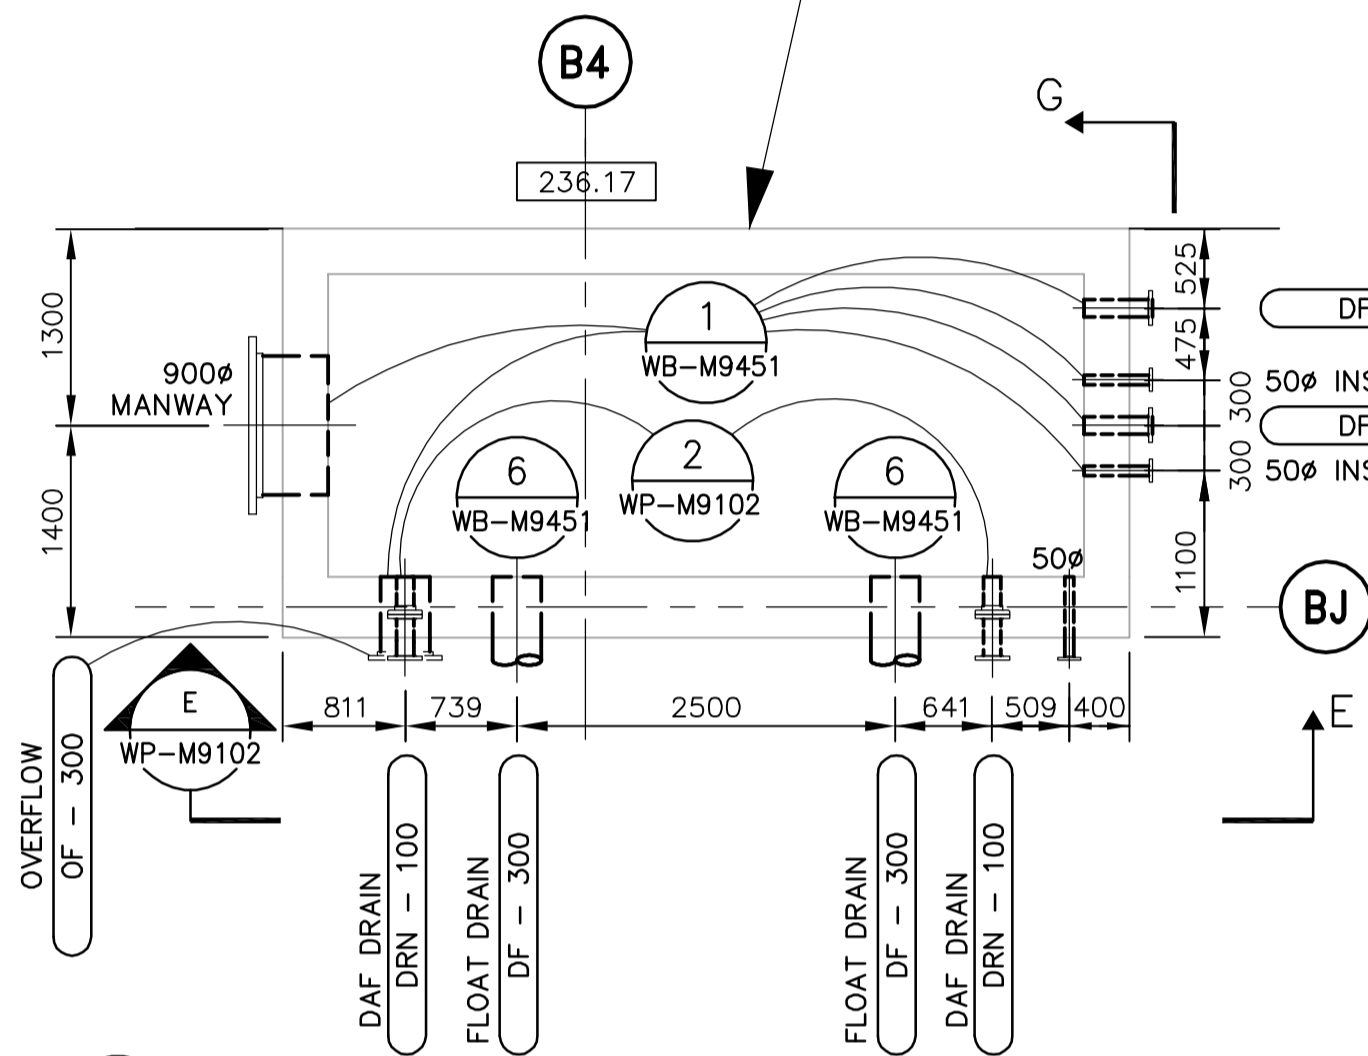 B4
G
236.17
525
1300
1
WB-M9451
475
DF
900ø
MANWAY
300
50ø INS
DF
300
50ø INS
2
WP-M9102
6
WB-M9451
6
WB-M9451
1400
1100
50ø
BJ
811
739
2500
641
509
400
E
WP-M9102
E
OVERFLOW
OF - 300
DAF DRAIN
DRN - 100
FLOAT DRAIN
DF - 300
FLOAT DRAIN
DF - 300
DAF DRAIN
DRN - 100